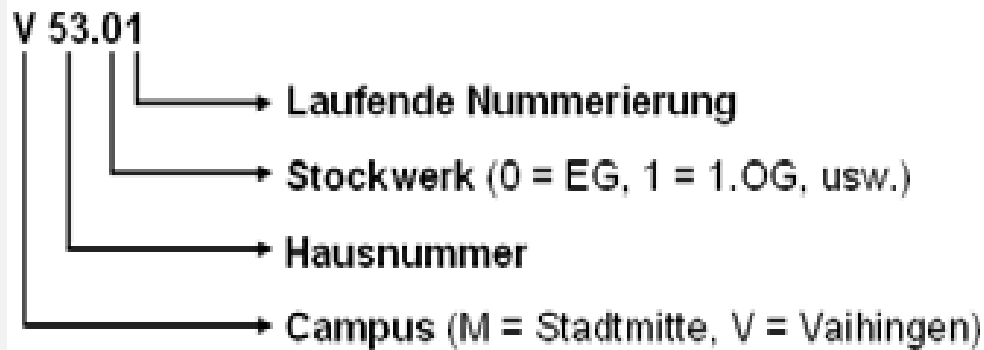 V 53.01
Laufende Nummerierung
Stockwerk (0 = EG, 1 = 1.OG, usw.)
Hausnummer
Campus (M = Stadtmitte, V = Vaihingen)